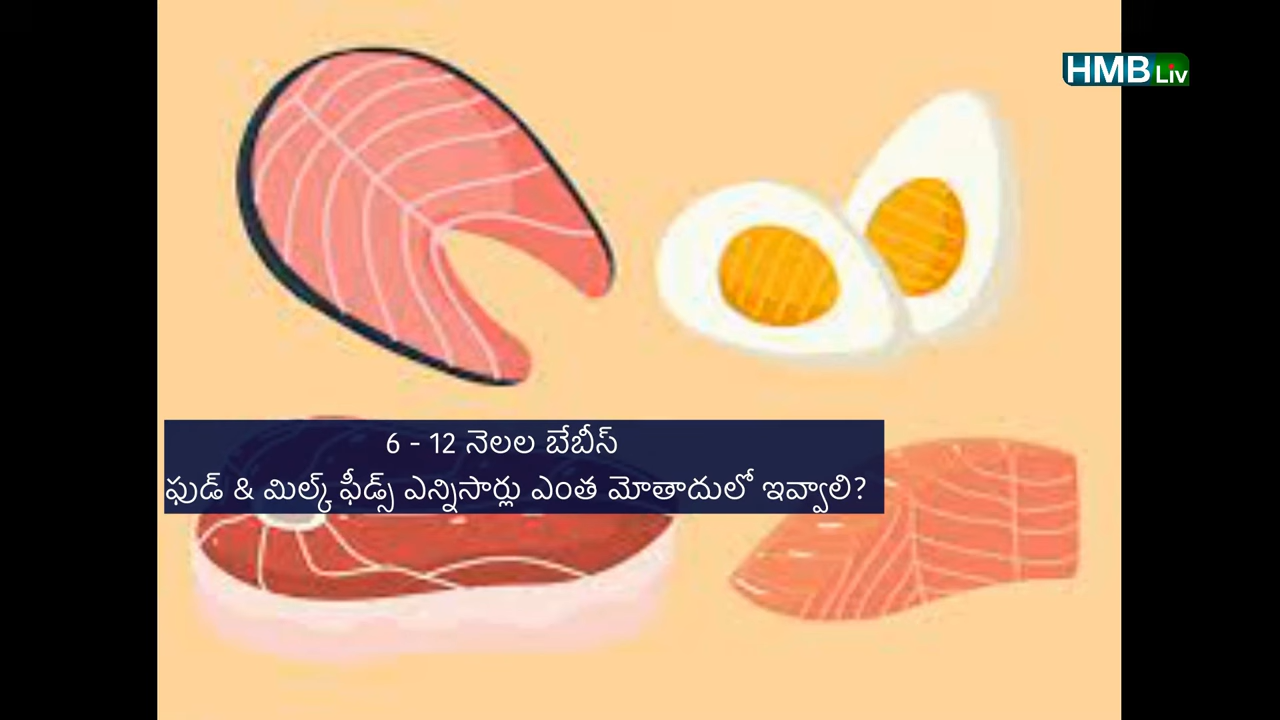 HMB Liv
6 - 12 నెలల బేబీస్
ఫుడ్ & మిల్క్ ఫీడ్స్ ఎన్నిసార్లు ఎంత మోతాదులో ఇవ్వాలి?